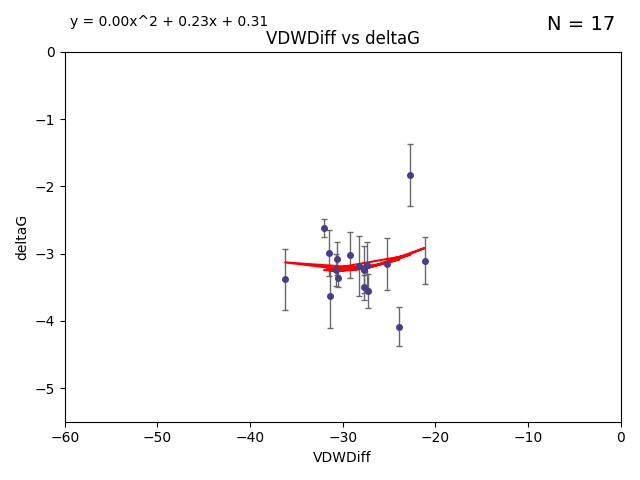 y = 0.00x^2 + 0.23x + 0.31
N = 17
VDWDiff vs deltaG
0
−1
−2
−3
−4
−5
deltaG
−60 −50 −40 −30 −20 −10 0
VDWDiff